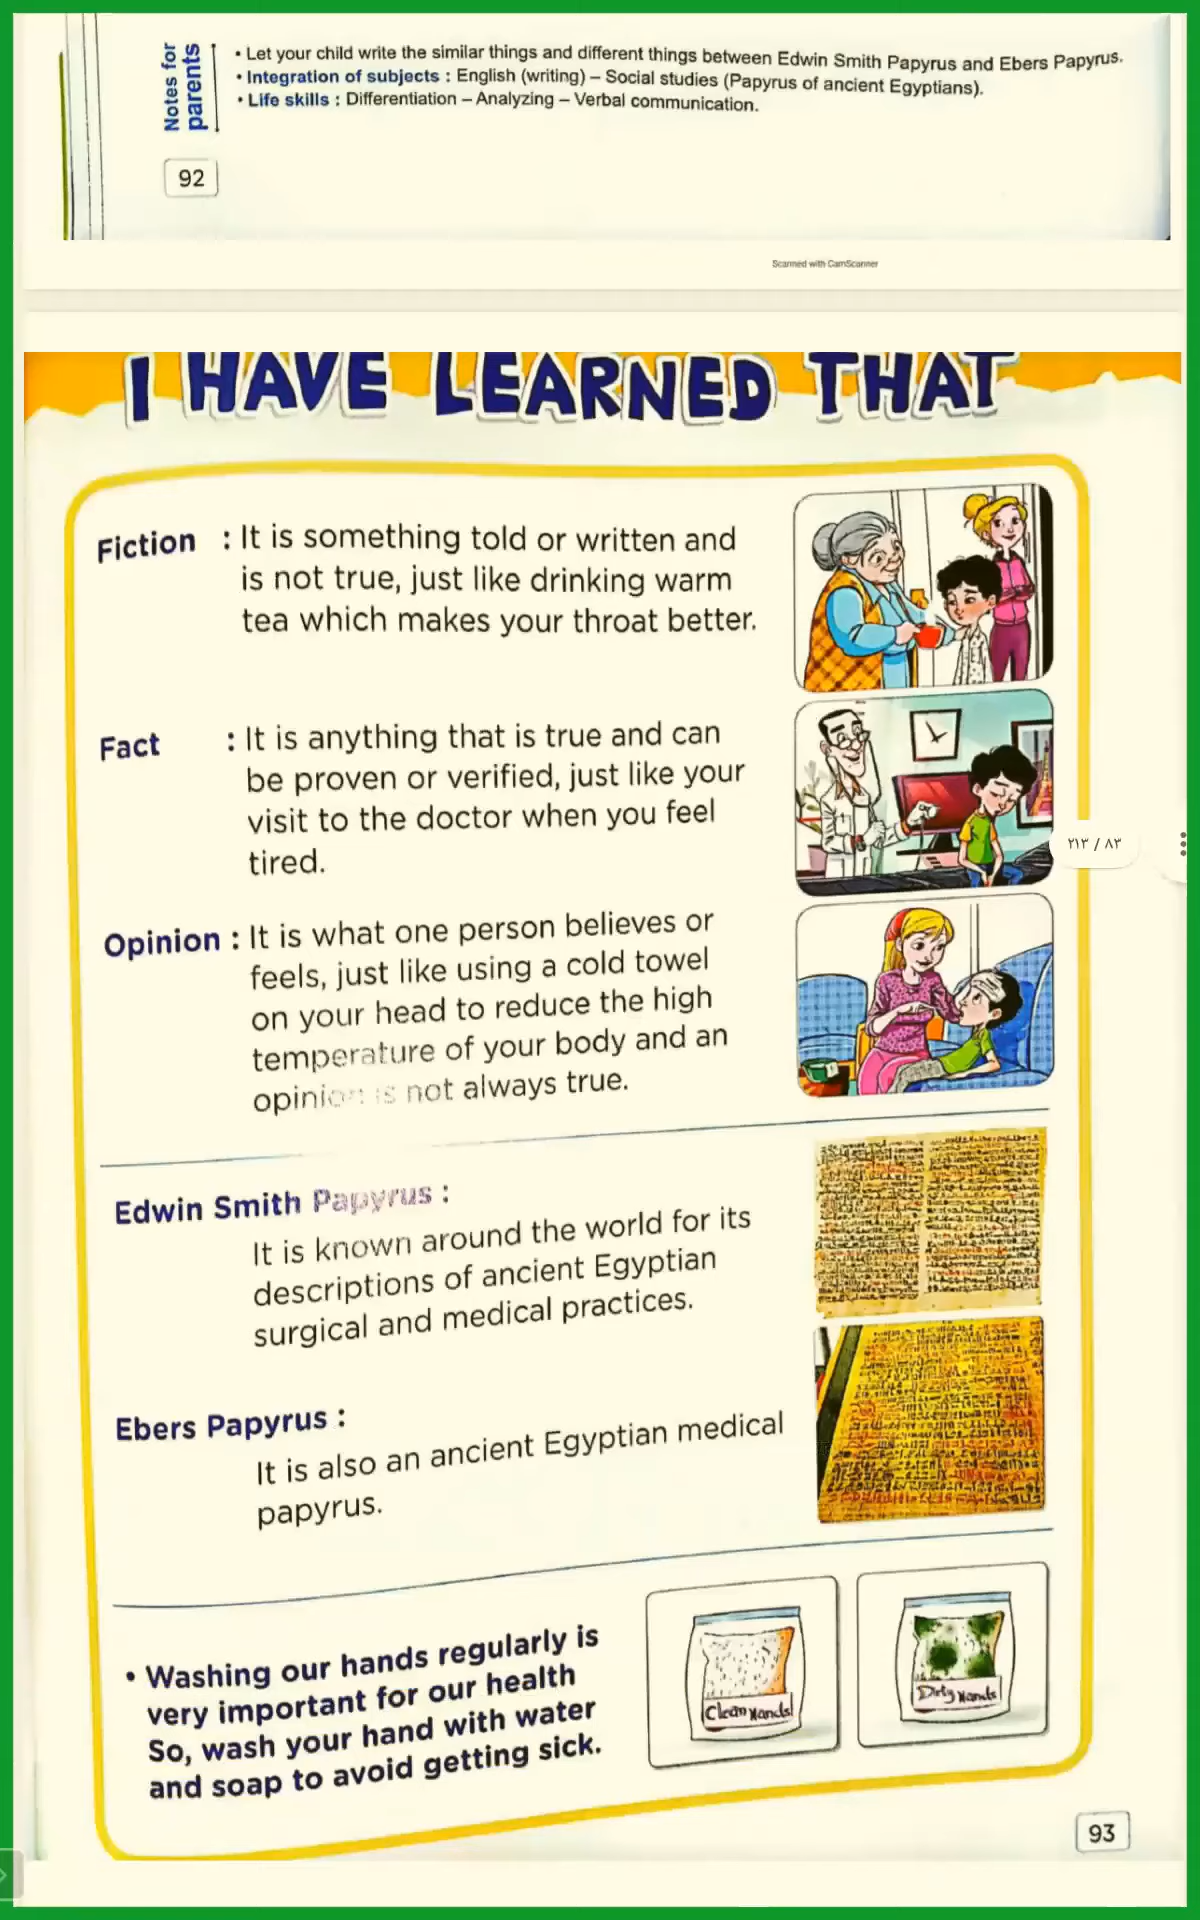 Notes for parents
• Let your child write the similar things and different things between Edwin Smith Papyrus and Ebers Papyrus.
• Integration of subjects : English (writing) – Social studies (Papyrus of ancient Egyptians).
• Life skills : Differentiation – Analyzing – Verbal communication.
92
Scanned with CamScanner
I HAVE LEARNED THAT
Fiction : It is something told or written and
is not true, just like drinking warm
tea which makes your throat better.
Fact : It is anything that is true and can
be proven or verified, just like your
visit to the doctor when you feel
tired.
٢١٣ / ٨٣
Opinion : It is what one person believes or
feels, just like using a cold towel
on your head to reduce the high
temperature of your body and an
opinion is not always true.
Edwin Smith Papyrus :
It is known around the world for its
descriptions of ancient Egyptian
surgical and medical practices.
Ebers Papyrus :
It is also an ancient Egyptian medical
papyrus.
• Washing our hands regularly is
very important for our health
So, wash your hand with water
and soap to avoid getting sick.
Clean Hands
Dirty Hands
93